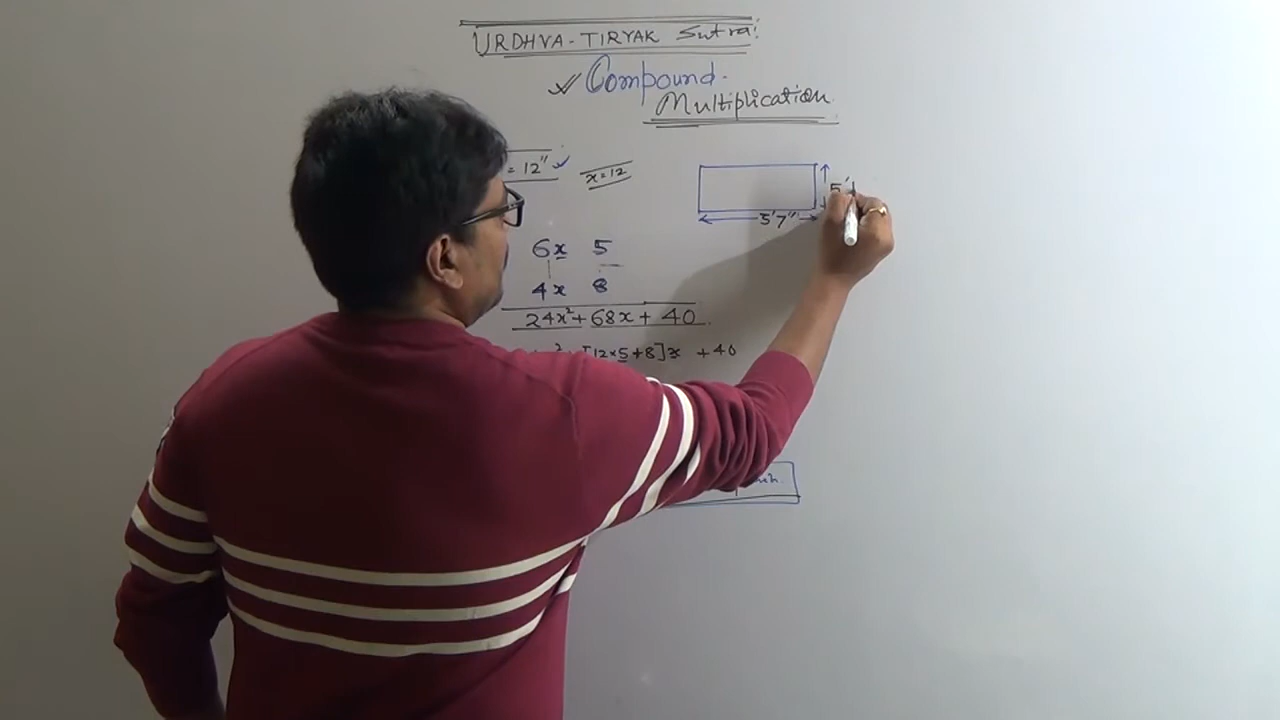 URDHVA-TIRYAK Sutra:
✓ Compound.
Multiplication.
= 12" ✓
x = 12
5'
5'7"
6x 5
4x 8
24x² + 68x + 40
[12×5+8]x + 40